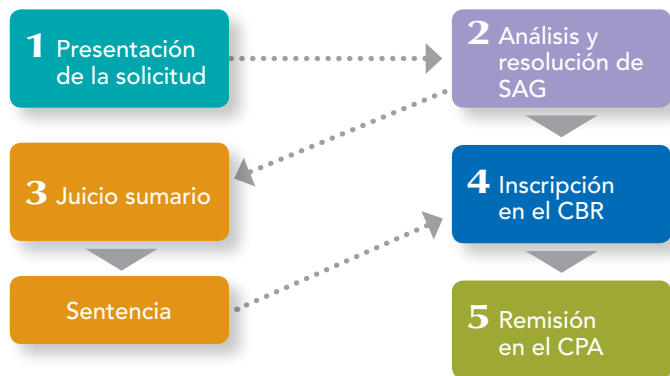 1 Presentación
de la solicitud
2 Análisis y
resolución de
SAG
3 Juicio sumario
Sentencia
4 Inscripción
en el CBR
5 Remisión
en el CPA